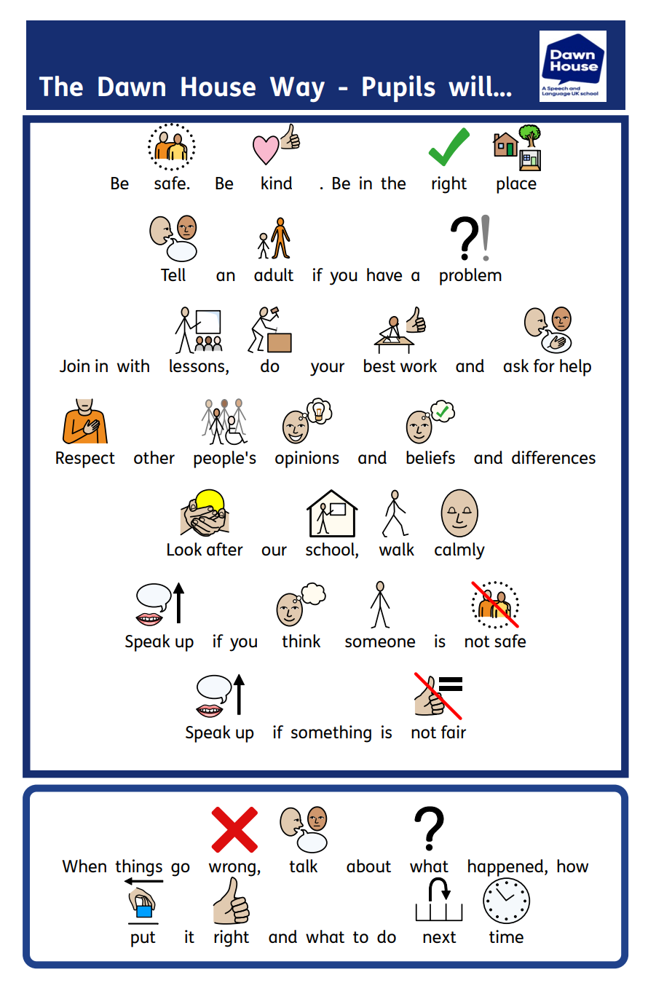 The Dawn House Way - Pupils will...
Dawn
House
A Speech and
Language UK school
Be safe. Be kind . Be in the right place
Tell an adult if you have a problem
Join in with lessons, do your best work and ask for help
Respect other people's opinions and beliefs and differences
Look after our school, walk calmly
Speak up if you think someone is not safe
Speak up if something is not fair
When things go wrong, talk about what happened, how
put it right and what to do next time